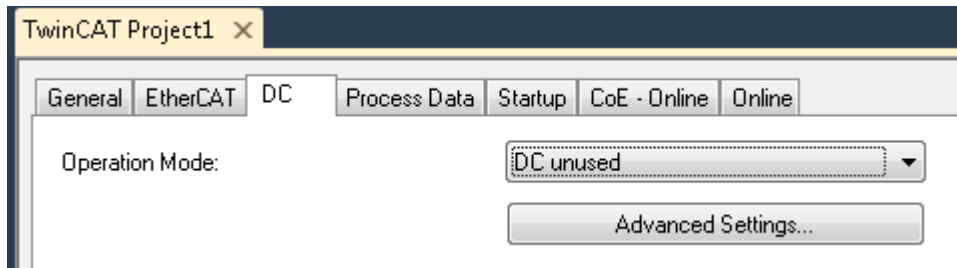 TwinCAT Project1
General EtherCAT DC Process Data Startup CoE - Online Online
Operation Mode: DC unused
Advanced Settings...